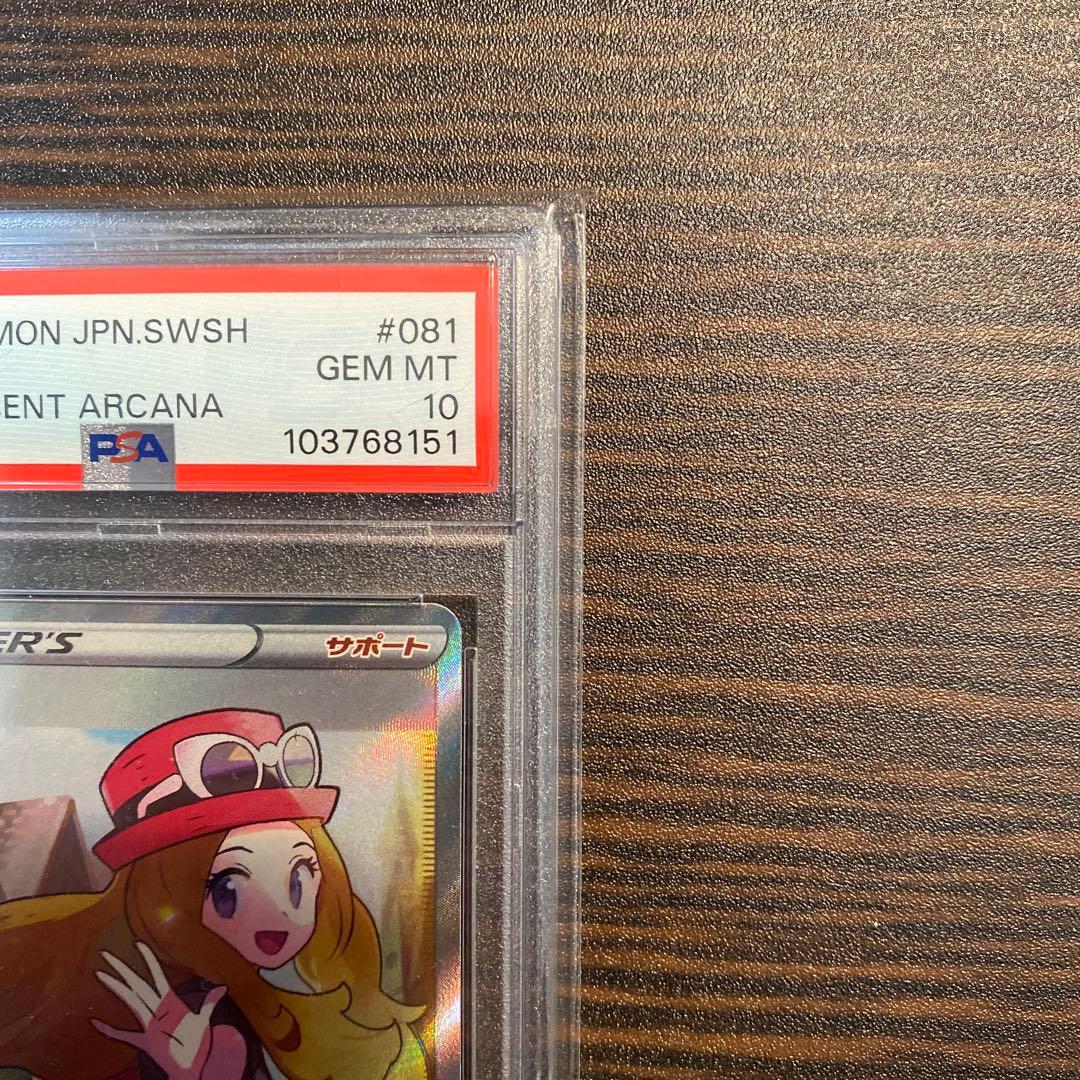 MON JPN.SWSH #081
GEM MT
ENT ARCANA 10
PSA 103768151
ER'S サポート